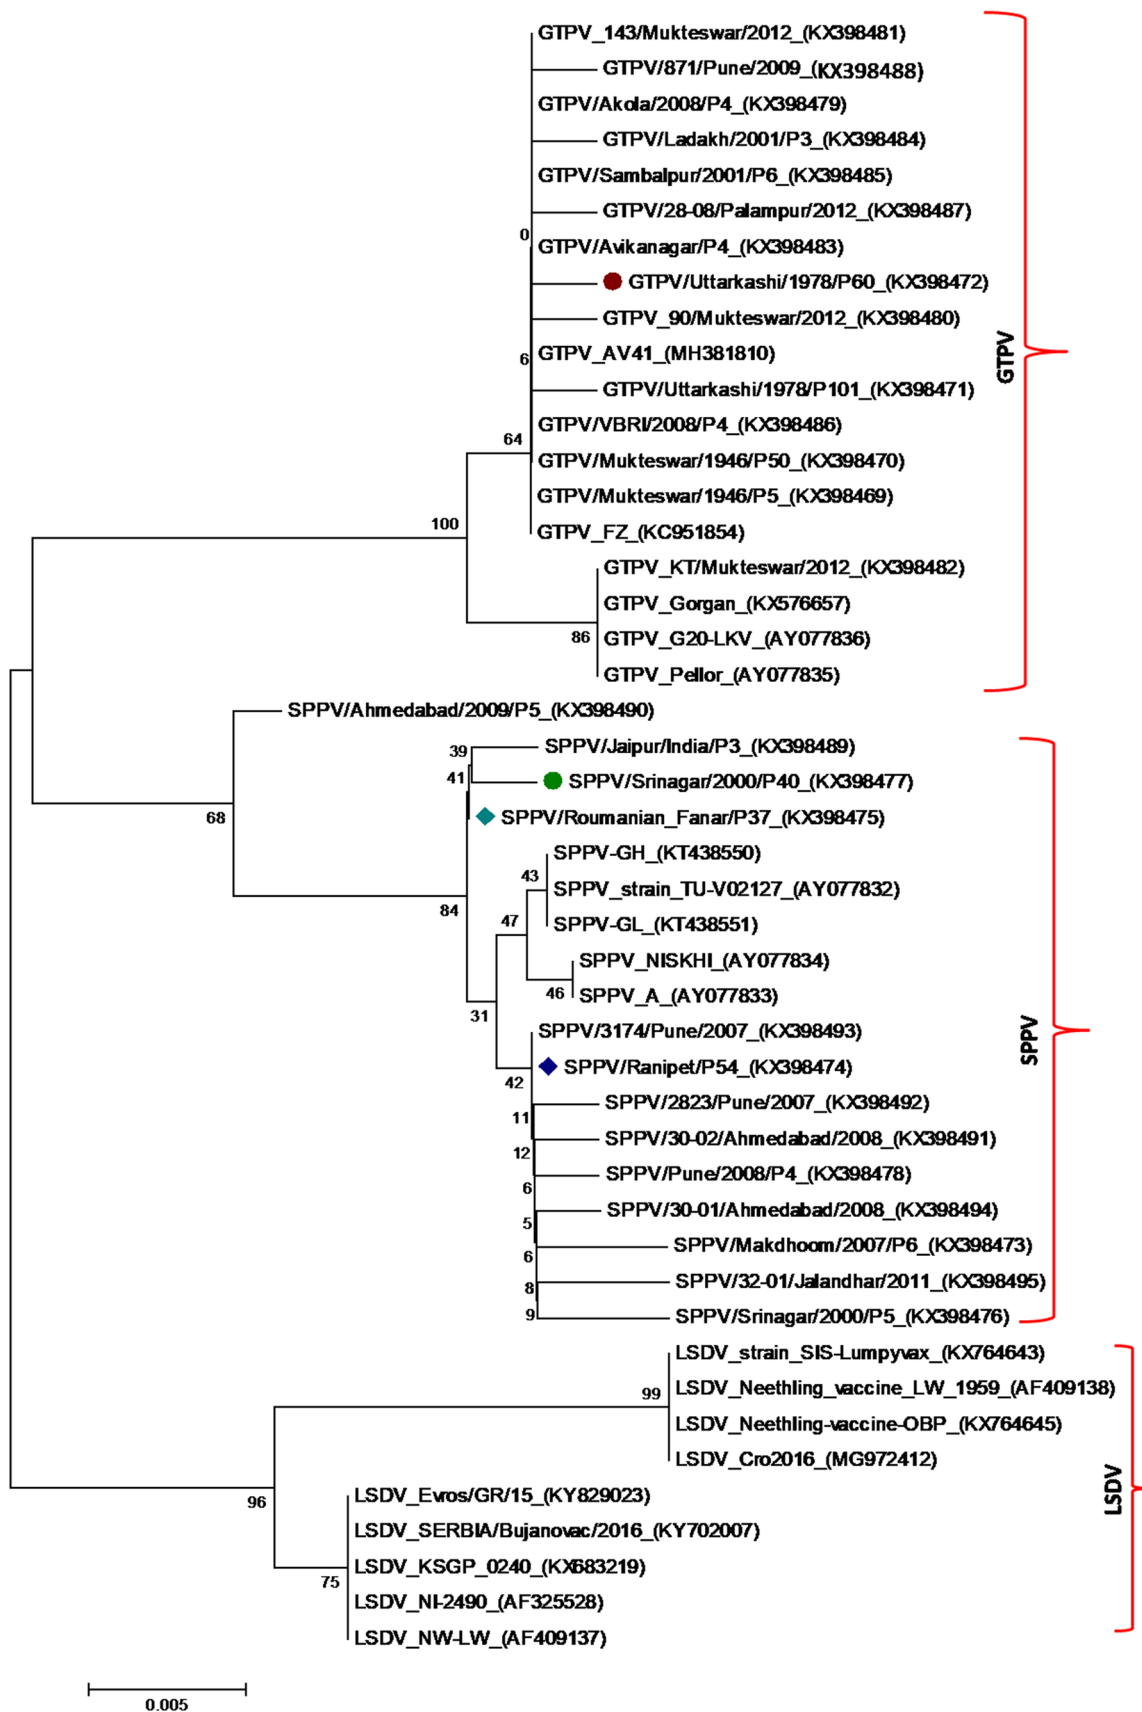 GTPV_143/Mukteswar/2012_(KX398481)
GTPV/871/Pune/2009_(KX398488)
GTPV/Akola/2008/P4_(KX398479)
GTPV/Ladakh/2001/P3_(KX398484)
GTPV/Sambalpur/2001/P6_(KX398485)
GTPV/28-08/Palampur/2012_(KX398487)
0
GTPV/Avikanagar/P4_(KX398483)
GTPV/Uttarkashi/1978/P60_(KX398472)
GTPV_90/Mukteswar/2012_(KX398480)
GTPV
6
GTPV_AV41_(MH381810)
GTPV/Uttarkashi/1978/P101_(KX398471)
GTPV/VBRI/2008/P4_(KX398486)
64
GTPV/Mukteswar/1946/P50_(KX398470)
GTPV/Mukteswar/1946/P5_(KX398469)
100
GTPV_FZ_(KC951854)
GTPV_KT/Mukteswar/2012_(KX398482)
GTPV_Gorgan_(KX576657)
86
GTPV_G20-LKV_(AY077836)
GTPV_Pellor_(AY077835)
SPPV/Ahmedabad/2009/P5_(KX398490)
39
SPPV/Jaipur/India/P3_(KX398489)
41
SPPV/Srinagar/2000/P40_(KX398477)
68
SPPV/Roumanian_Fanar/P37_(KX398475)
SPPV-GH_(KT438550)
43
SPPV_strain_TU-V02127_(AY077832)
84
47
SPPV-GL_(KT438551)
SPPV_NISKHI_(AY077834)
46
SPPV_A_(AY077833)
31
SPPV/3174/Pune/2007_(KX398493)
SPPV
SPPV/Ranipet/P54_(KX398474)
42
SPPV/2823/Pune/2007_(KX398492)
11
SPPV/30-02/Ahmedabad/2008_(KX398491)
12
SPPV/Pune/2008/P4_(KX398478)
6
SPPV/30-01/Ahmedabad/2008_(KX398494)
5
SPPV/Makdhoom/2007/P6_(KX398473)
6
SPPV/32-01/Jalandhar/2011_(KX398495)
8
9
SPPV/Srinagar/2000/P5_(KX398476)
LSDV_strain_SIS-Lumpyvax_(KX764643)
99
LSDV_Neethling_vaccine_LW_1959_(AF409138)
LSDV_Neethling-vaccine-OBP_(KX764645)
LSDV_Cro2016_(MG972412)
LSDV
96
LSDV_Evros/GR/15_(KY829023)
LSDV_SERBIA/Bujanovac/2016_(KY702007)
LSDV_KSGP_0240_(KX683219)
75
LSDV_NI-2490_(AF325528)
LSDV_NW-LW_(AF409137)
0.005